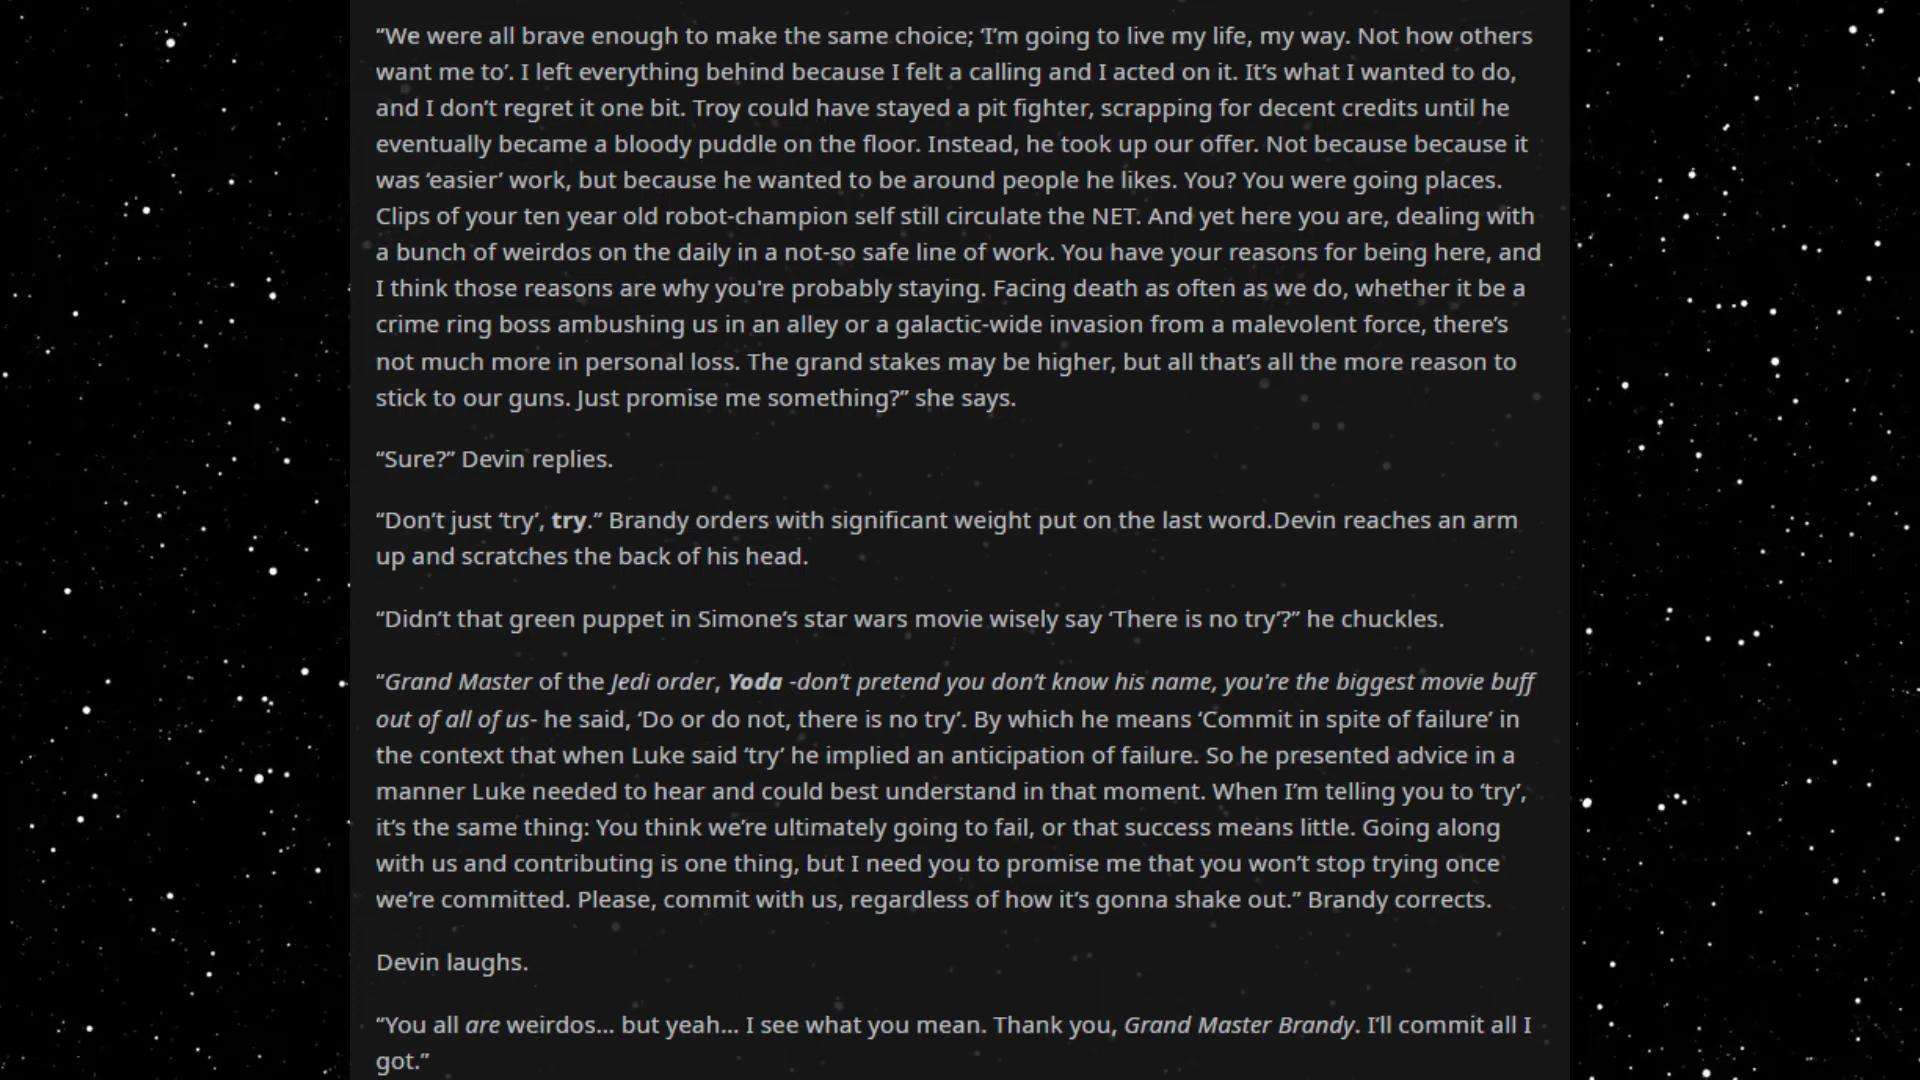 “We were all brave enough to make the same choice; ‘I’m going to live my life, my way. Not how others
want me to’. I left everything behind because I felt a calling and I acted on it. It’s what I wanted to do,
and I don’t regret it one bit. Troy could have stayed a pit fighter, scrapping for decent credits until he
eventually became a bloody puddle on the floor. Instead, he took up our offer. Not because because it
was ‘easier’ work, but because he wanted to be around people he likes. You? You were going places.
Clips of your ten year old robot-champion self still circulate the NET. And yet here you are, dealing with
a bunch of weirdos on the daily in a not-so safe line of work. You have your reasons for being here, and
I think those reasons are why you're probably staying. Facing death as often as we do, whether it be a
crime ring boss ambushing us in an alley or a galactic-wide invasion from a malevolent force, there’s
not much more in personal loss. The grand stakes may be higher, but all that’s all the more reason to
stick to our guns. Just promise me something?” she says.
“Sure?” Devin replies.
“Don’t just ‘try’, try.” Brandy orders with significant weight put on the last word.Devin reaches an arm
up and scratches the back of his head.
“Didn’t that green puppet in Simone’s star wars movie wisely say ‘There is no try’?” he chuckles.
“Grand Master of the Jedi order, Yoda -don’t pretend you don’t know his name, you're the biggest movie buff
out of all of us- he said, ‘Do or do not, there is no try’. By which he means ‘Commit in spite of failure’ in
the context that when Luke said ‘try’ he implied an anticipation of failure. So he presented advice in a
manner Luke needed to hear and could best understand in that moment. When I’m telling you to ‘try’,
it’s the same thing: You think we’re ultimately going to fail, or that success means little. Going along
with us and contributing is one thing, but I need you to promise me that you won’t stop trying once
we’re committed. Please, commit with us, regardless of how it’s gonna shake out.” Brandy corrects.
Devin laughs.
“You all are weirdos… but yeah… I see what you mean. Thank you, Grand Master Brandy. I’ll commit all I
got.”